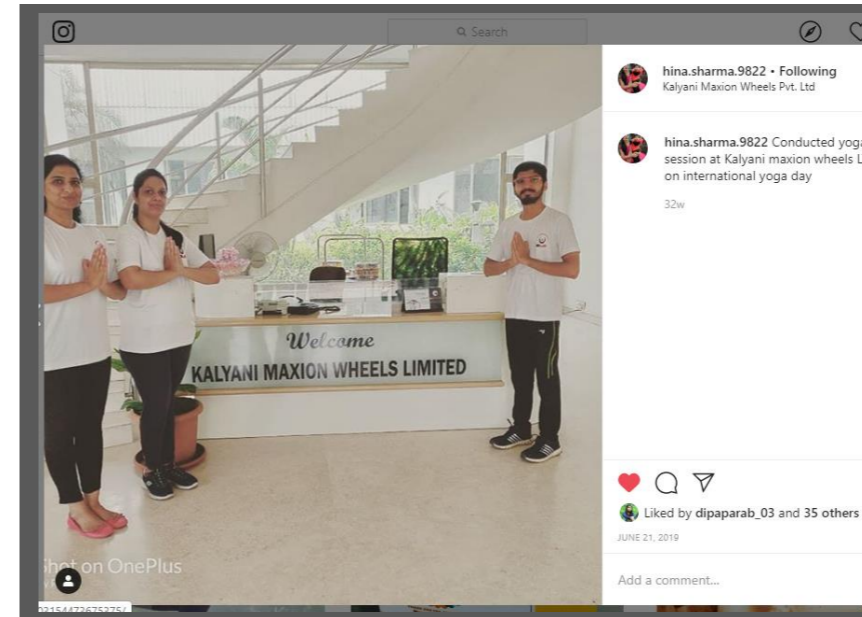 Search
hina.sharma.9822 • Following
Kalyani Maxion Wheels Pvt. Ltd
hina.sharma.9822 Conducted yoga
session at Kalyani maxion wheels L
on international yoga day
32w
Welcome
KALYANI MAXION WHEELS LIMITED
Shot on OnePlus
Liked by dipaparab_03 and 35 others
JUNE 21, 2019
Add a comment...